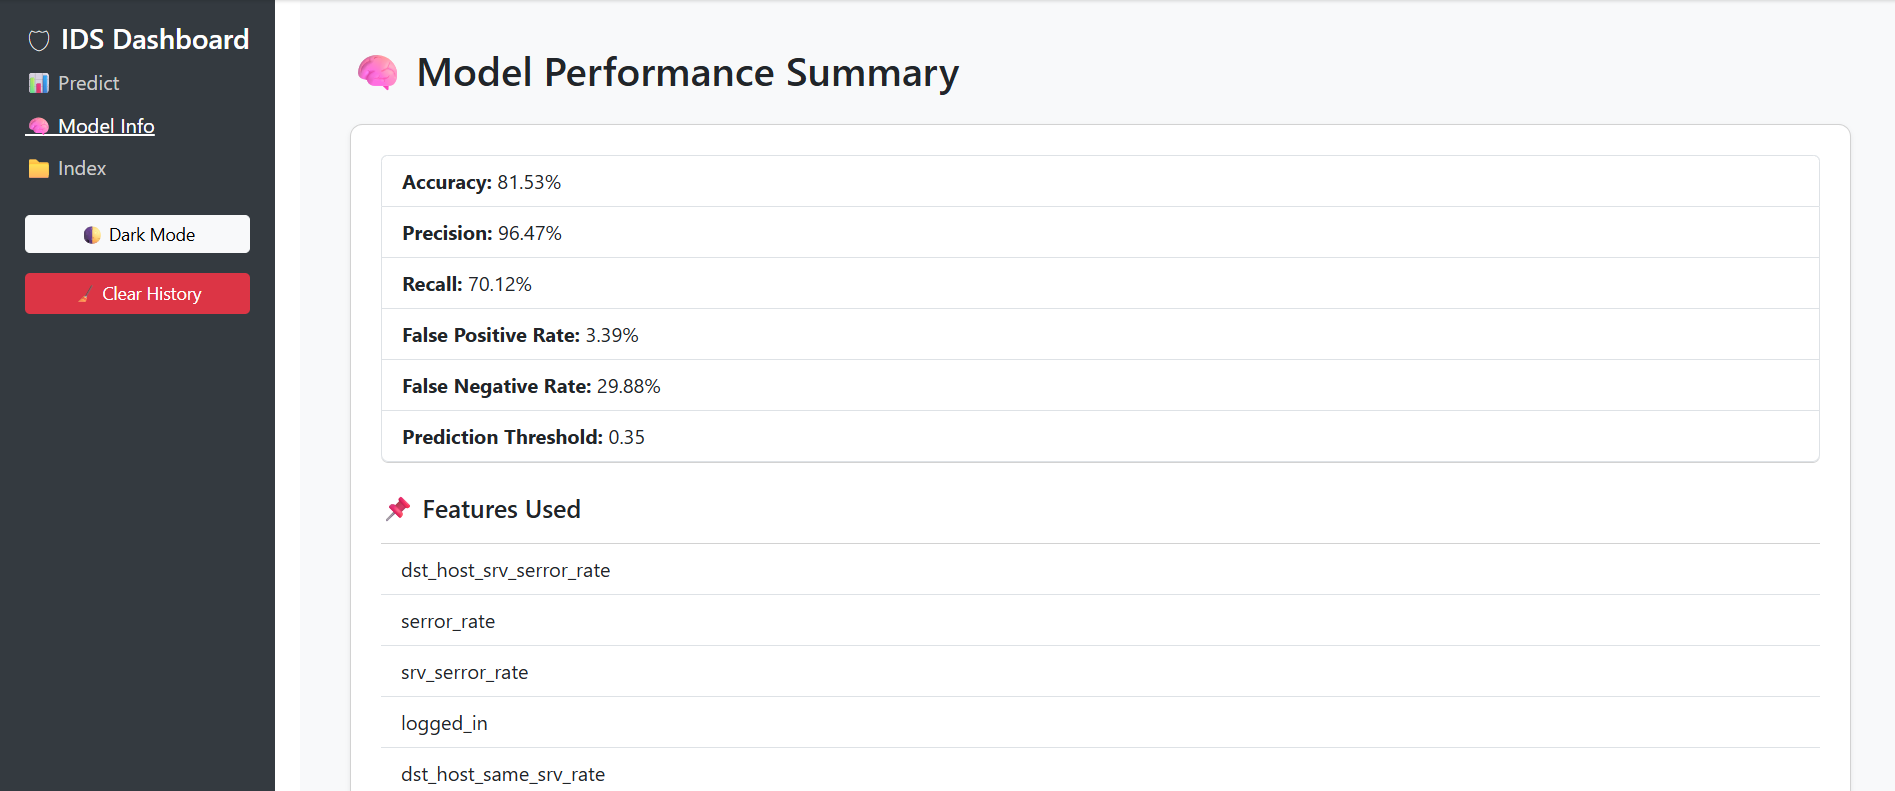 IDS Dashboard
Predict
Model Info
Index
Dark Mode
Clear History
Model Performance Summary
Accuracy: 81.53%
Precision: 96.47%
Recall: 70.12%
False Positive Rate: 3.39%
False Negative Rate: 29.88%
Prediction Threshold: 0.35
Features Used
dst_host_srv_serror_rate
serror_rate
srv_serror_rate
logged_in
dst_host_same_srv_rate